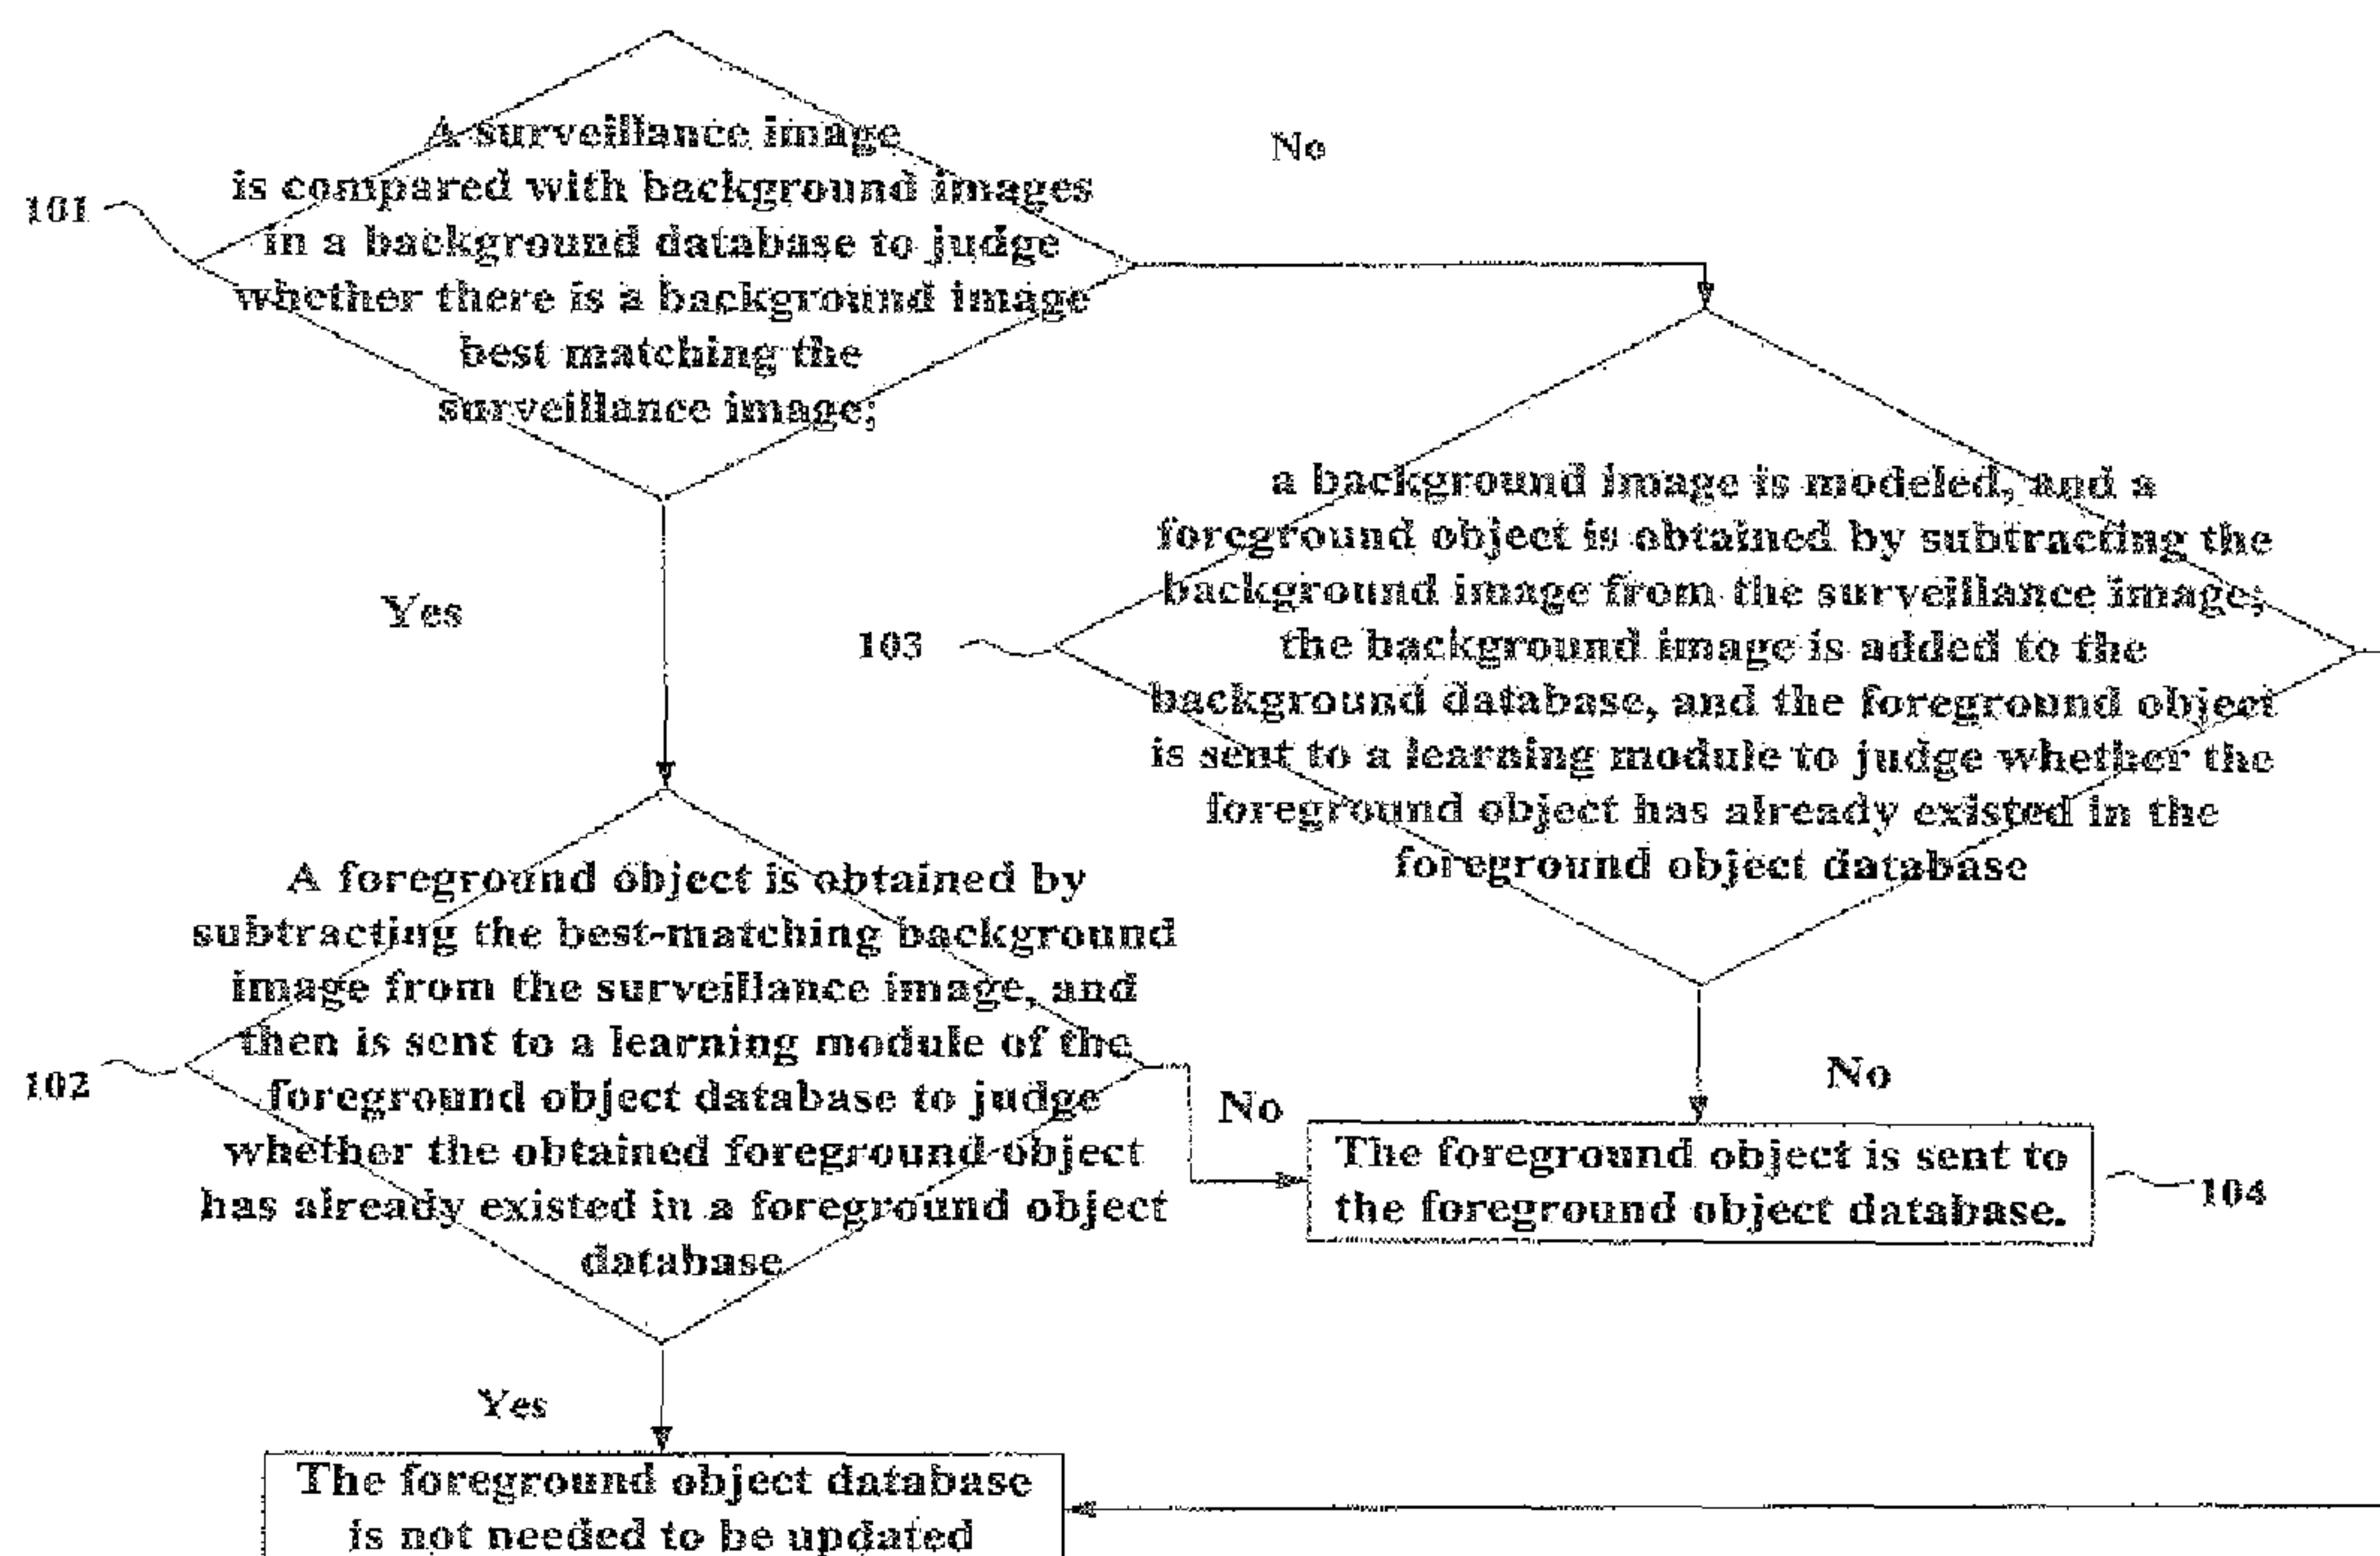 A surveillance image
is compared with background images
in a background database to judge
whether there is a background image
best matching the
surveillance image;
101
No
Yes
a background image is modeled, and a
foreground object is obtained by subtracting the
background image from the surveillance image;
the background image is added to the
background database, and the foreground object
is sent to a learning module to judge whether the
foreground object has already existed in the
foreground object database
103
A foreground object is obtained by
subtracting the best-matching background
image from the surveillance image, and
then is sent to a learning module of the
foreground object database to judge
whether the obtained foreground object
has already existed in a foreground object
database
102
No
No
The foreground object is sent to
the foreground object database.
104
Yes
The foreground object database
is not needed to be updated